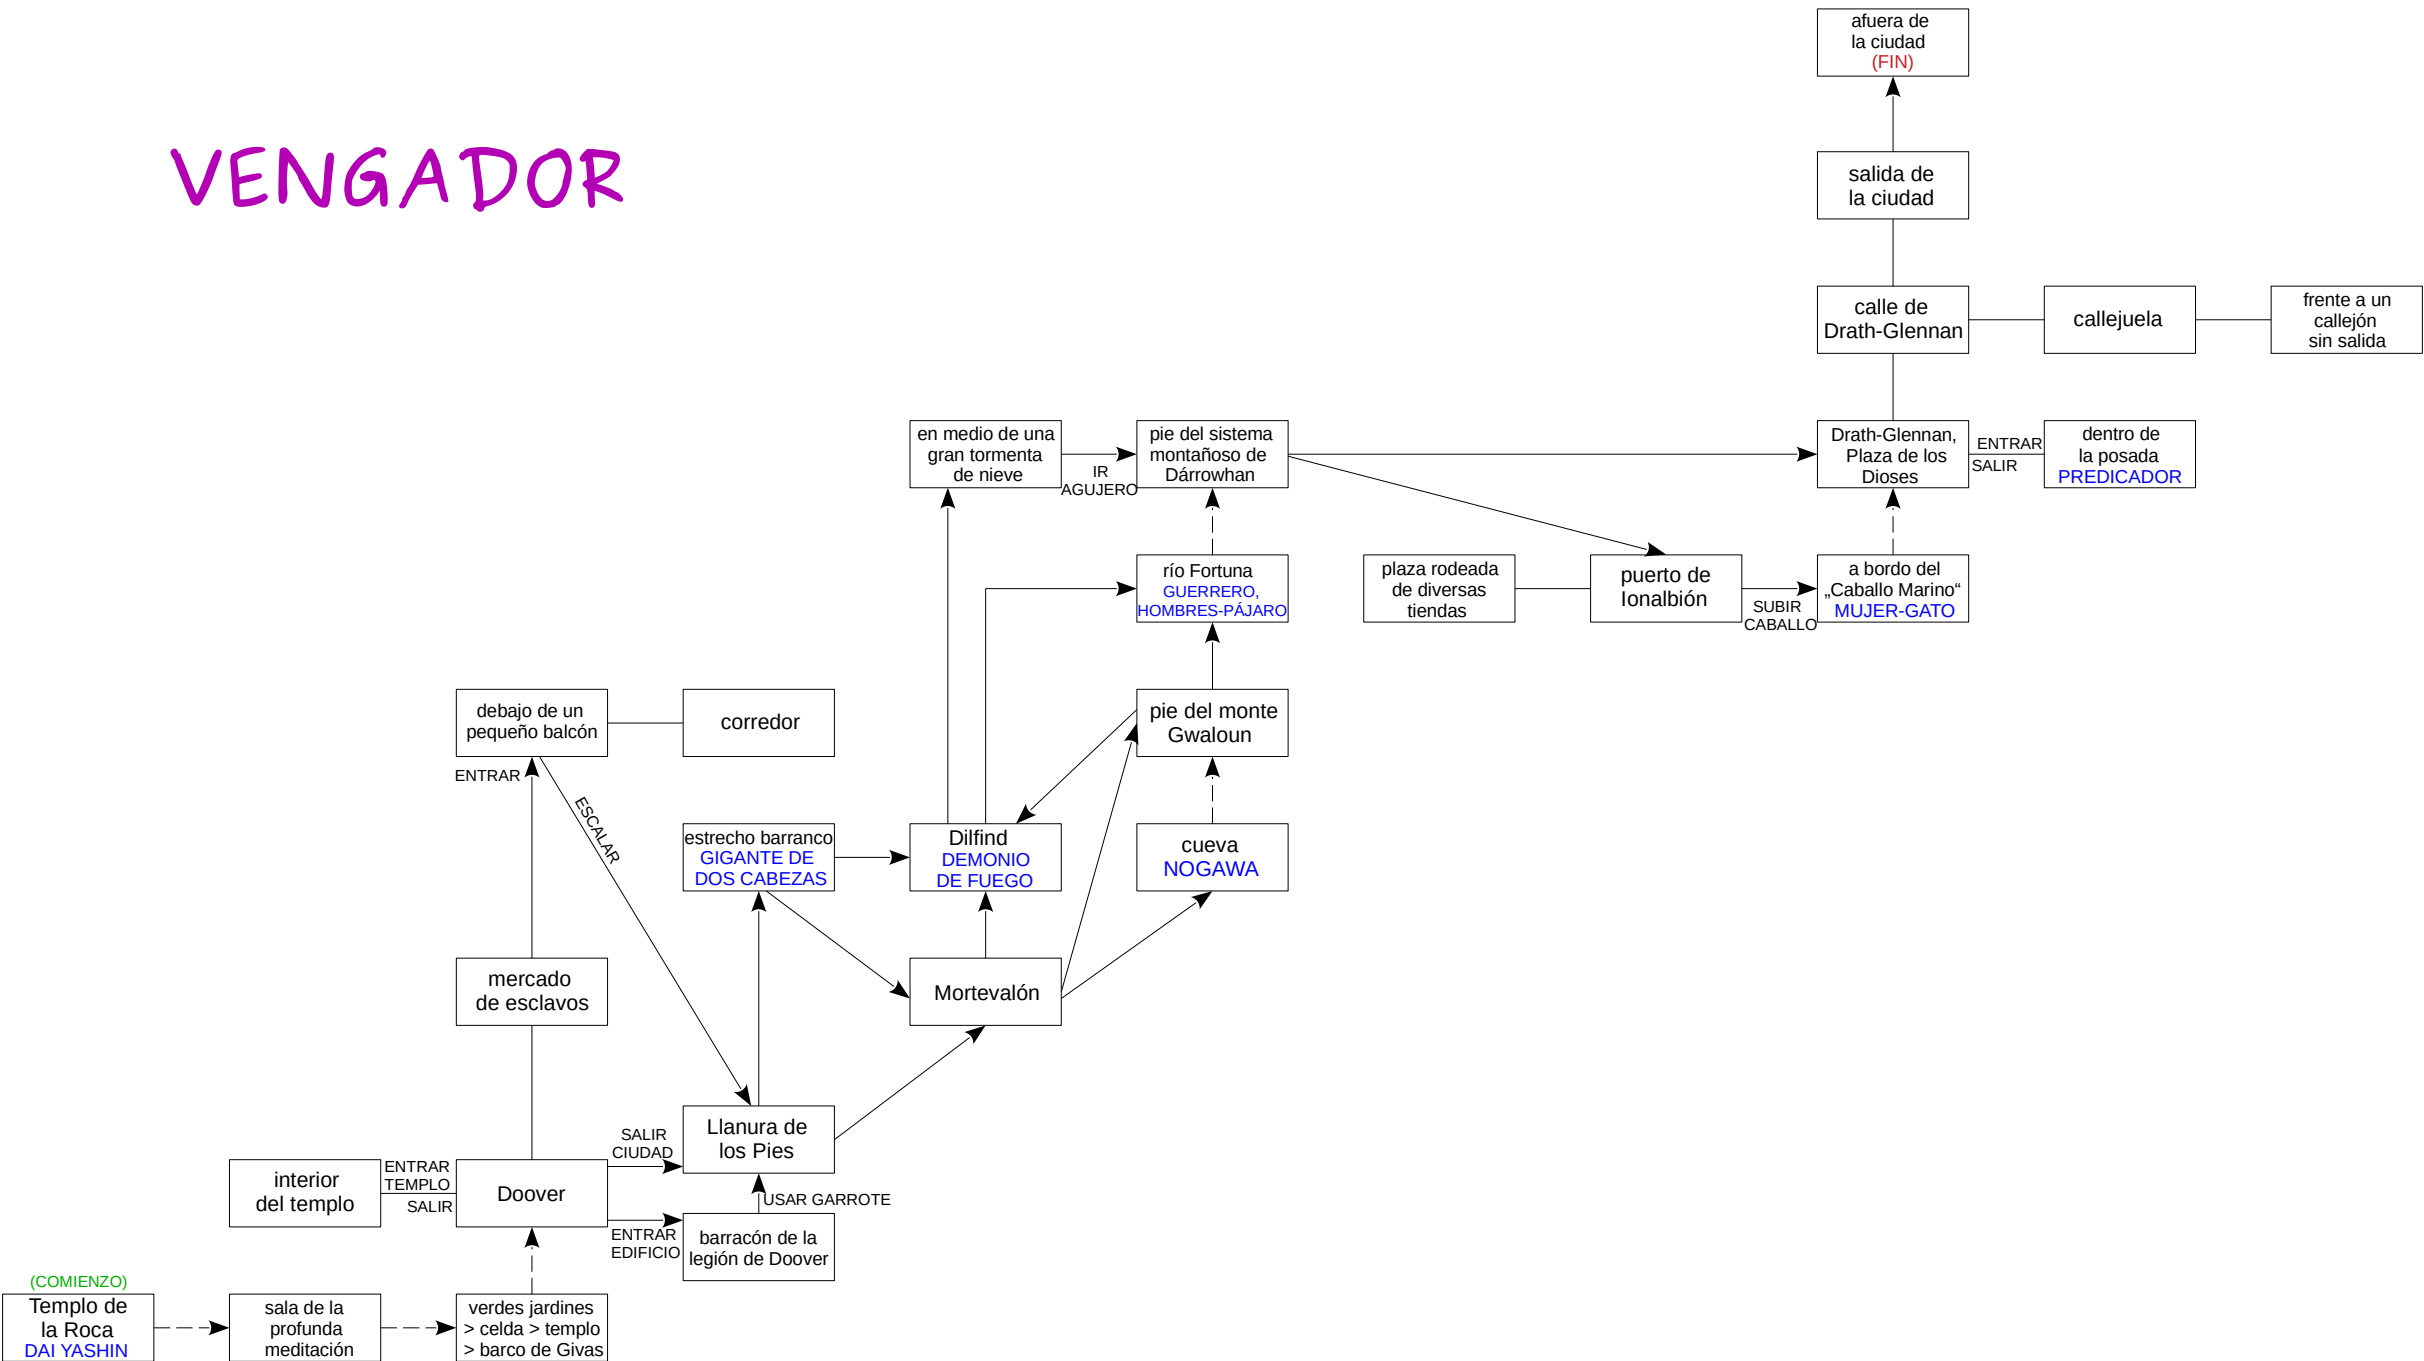 afuera de
la ciudad
(FIN)
VENGADOR
salida de
la ciudad
calle de
Drath-Glennan
callejuela
frente a un
callejón
sin salida
en medio de una
gran tormenta
de nieve
IR
AGUJERO
pie del sistema
montañoso de
Dárrowhan
Drath-Glennan,
Plaza de los
Dioses
ENTRAR
SALIR
dentro de
la posada
PREDICADOR
río Fortuna
GUERRERO,
HOMBRES-PÁJARO
plaza rodeada
de diversas
tiendas
puerto de
Ionalbión
SUBIR
CABALLO
a bordo del
„Caballo Marino“
MUJER-GATO
debajo de un
pequeño balcón
corredor
pie del monte
Gwaloun
ENTRAR
ESCALAR
estrecho barranco
GIGANTE DE
DOS CABEZAS
Dilfind
DEMONIO
DE FUEGO
cueva
NOGAWA
mercado
de esclavos
Mortevalón
Llanura de
los Pies
SALIR
CIUDAD
interior
del templo
ENTRAR
TEMPLO
SALIR
Doover
USAR GARROTE
ENTRAR
EDIFICIO
barracón de la
legión de Doover
(COMIENZO)
Templo de
la Roca
DAI YASHIN
sala de la
profunda
meditación
verdes jardines
> celda > templo
> barco de Givas